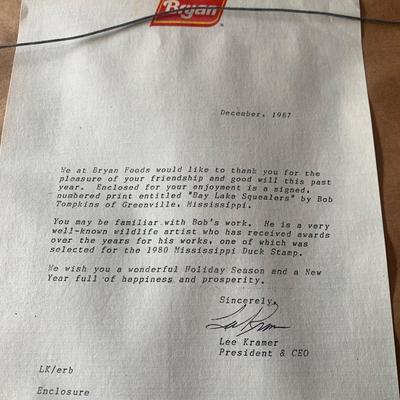 Bryan
December, 1987
We at Bryan Foods would like to thank you for the
pleasure of your friendship and good will this past
year. Enclosed for your enjoyment is a signed,
numbered print entitled "Bay Lake Squealers" by Bob
Tompkins of Greenville, Mississippi.
You may be familiar with Bob's work. He is a very
well-known wildlife artist who has received awards
over the years for his works, one of which was
selected for the 1980 Mississippi Duck Stamp.
We wish you a wonderful Holiday Season and a New
Year full of happiness and prosperity.
Sincerely,
Lee Kramer
Lee Kramer
President & CEO
LK/erb
Enclosure